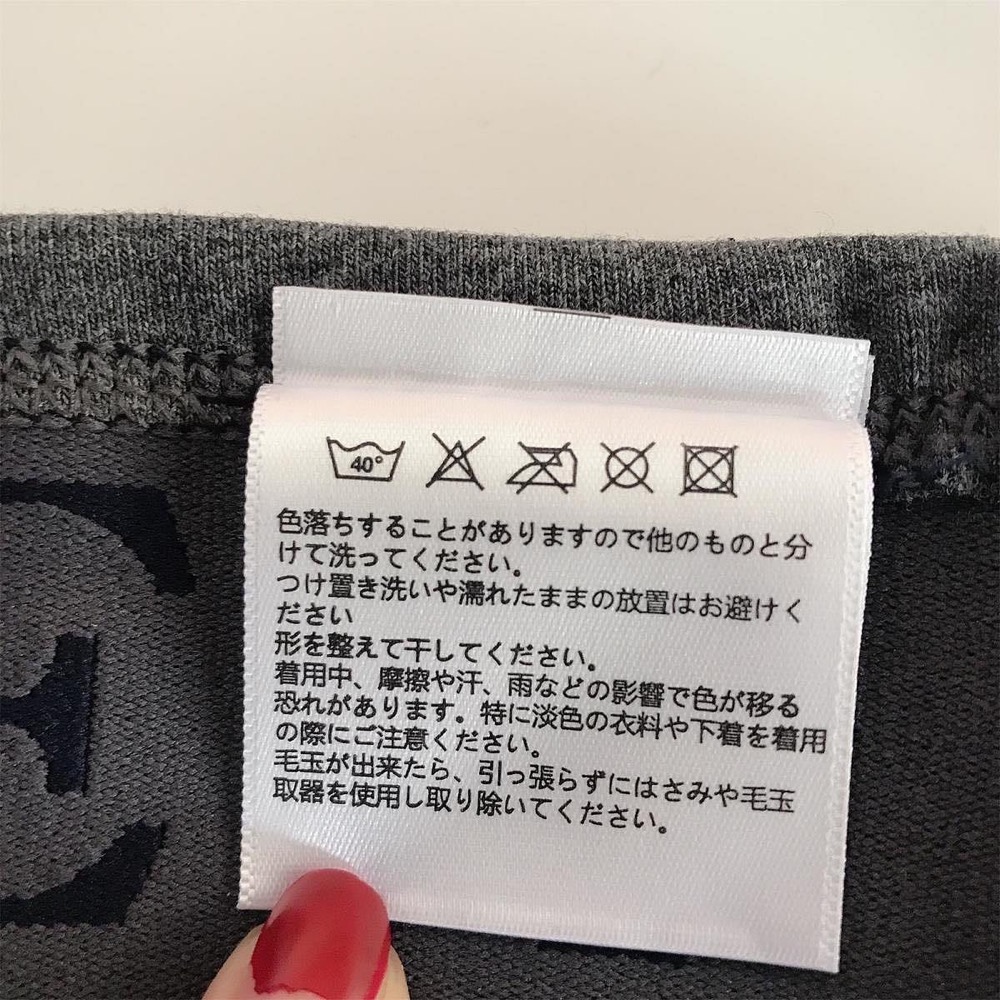 40°
色落ちすることがありますので他のものと分
けて洗ってください。
つけ置き洗いや濡れたままの放置はお避けく
ださい
形を整えて干してください。
着用中、摩擦や汗、雨などの影響で色が移る
恐れがあります。特に淡色の衣料や下着を着用
の際にご注意ください。
毛玉が出来たら、引っ張らずにはさみや毛玉
取器を使用し取り除いてください。